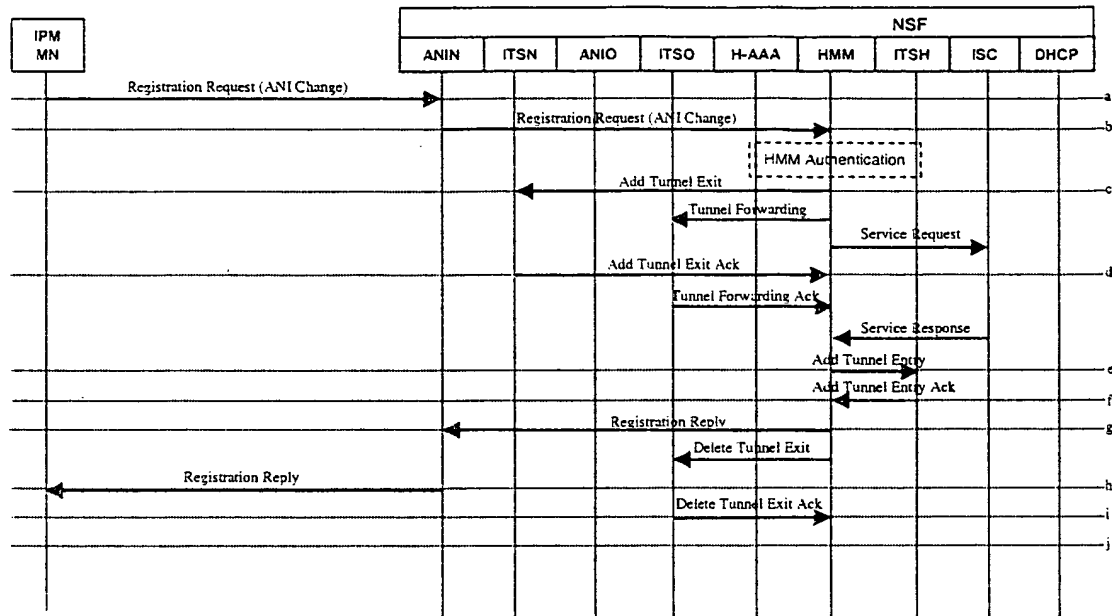 IPM
MN
NSF
ANIN ITSN ANIO ITSO H-AAA HMM ITSH ISC DHCP
Registration Request (ANI Change)
a
Registration Request (ANI Change)
b
HMM Authentication
Add Tunnel Exit
c
Tunnel Forwarding
Service Request
Add Tunnel Exit Ack
d
Tunnel Forwarding Ack
Service Response
Add Tunnel Entry
e
Add Tunnel Entry Ack
f
Registration Reply
g
Delete Tunnel Exit
Registration Reply
h
Delete Tunnel Exit Ack
i
j